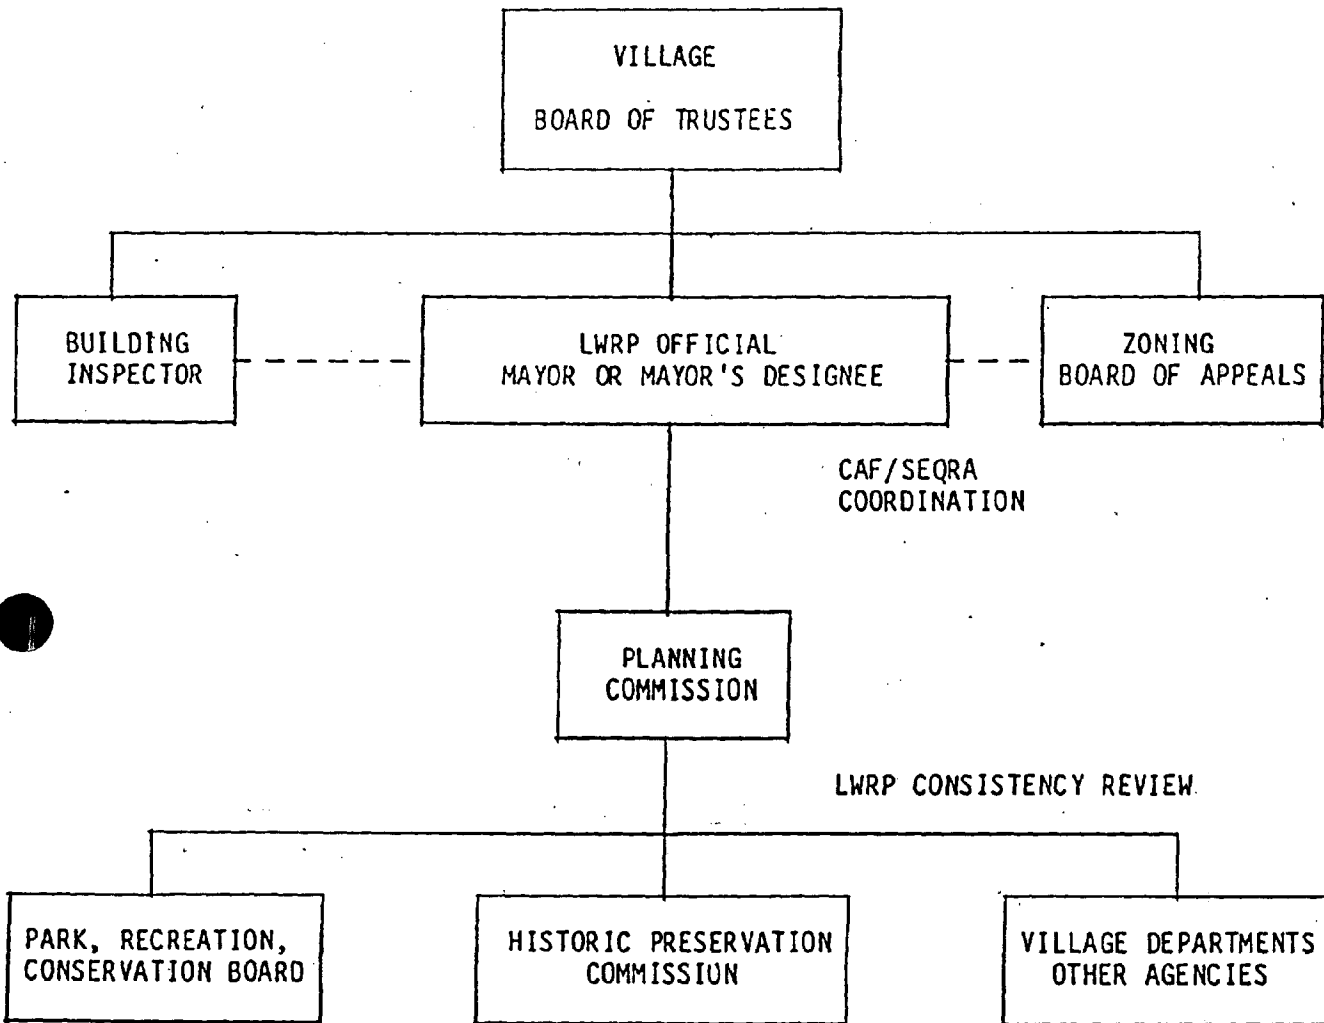 VILLAGE
BOARD OF TRUSTEES
BUILDING
INSPECTOR
LWRP OFFICIAL
MAYOR OR MAYOR'S DESIGNEE
ZONING
BOARD OF APPEALS
CAF/SEQRA
COORDINATION
PLANNING
COMMISSION
LWRP CONSISTENCY REVIEW
PARK, RECREATION,
CONSERVATION BOARD
HISTORIC PRESERVATION
COMMISSION
VILLAGE DEPARTMENTS
OTHER AGENCIES